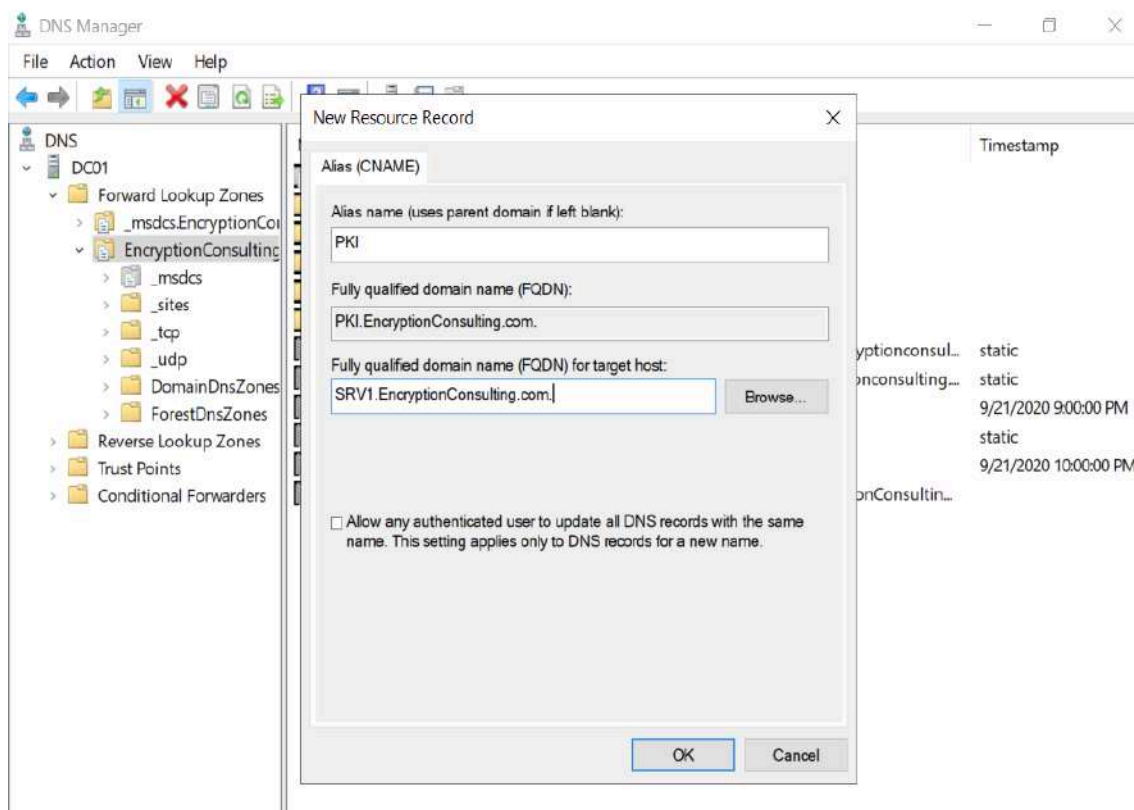 DNS Manager
File Action View Help
DNS
DC01
Forward Lookup Zones
_msdcs.EncryptionCo
EncryptionConsulting
_msdcs
_sites
_tcp
_udp
DomainDnsZones
ForestDnsZones
Reverse Lookup Zones
Trust Points
Conditional Forwarders
New Resource Record
Alias (CNAME)
Alias name (uses parent domain if left blank):
PKI
Fully qualified domain name (FQDN):
PKI.EncryptionConsulting.com.
Fully qualified domain name (FQDN) for target host:
SRV1.EncryptionConsulting.com.
Browse...
Allow any authenticated user to update all DNS records with the same
name. This setting applies only to DNS records for a new name.
OK Cancel
Timestamp
yptionconsul... static
onconsulting.... static
9/21/2020 9:00:00 PM
static
9/21/2020 10:00:00 PM
onConsultin...